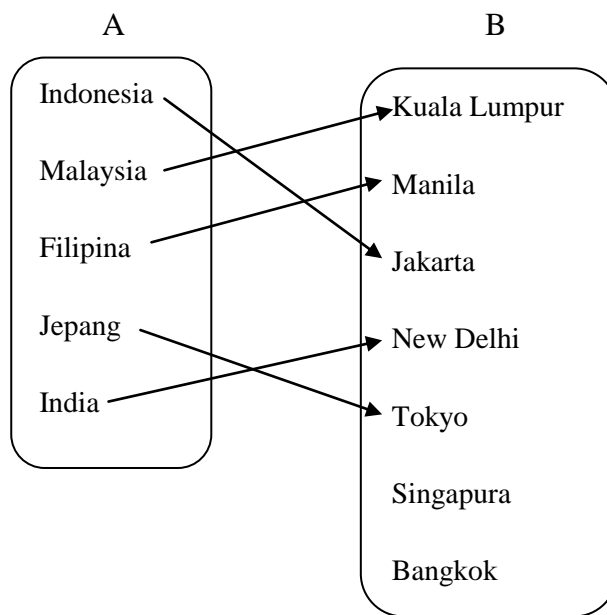 A
Indonesia
Malaysia
Filipina
Jepang
India
B
Kuala Lumpur
Manila
Jakarta
New Delhi
Tokyo
Singapura
Bangkok